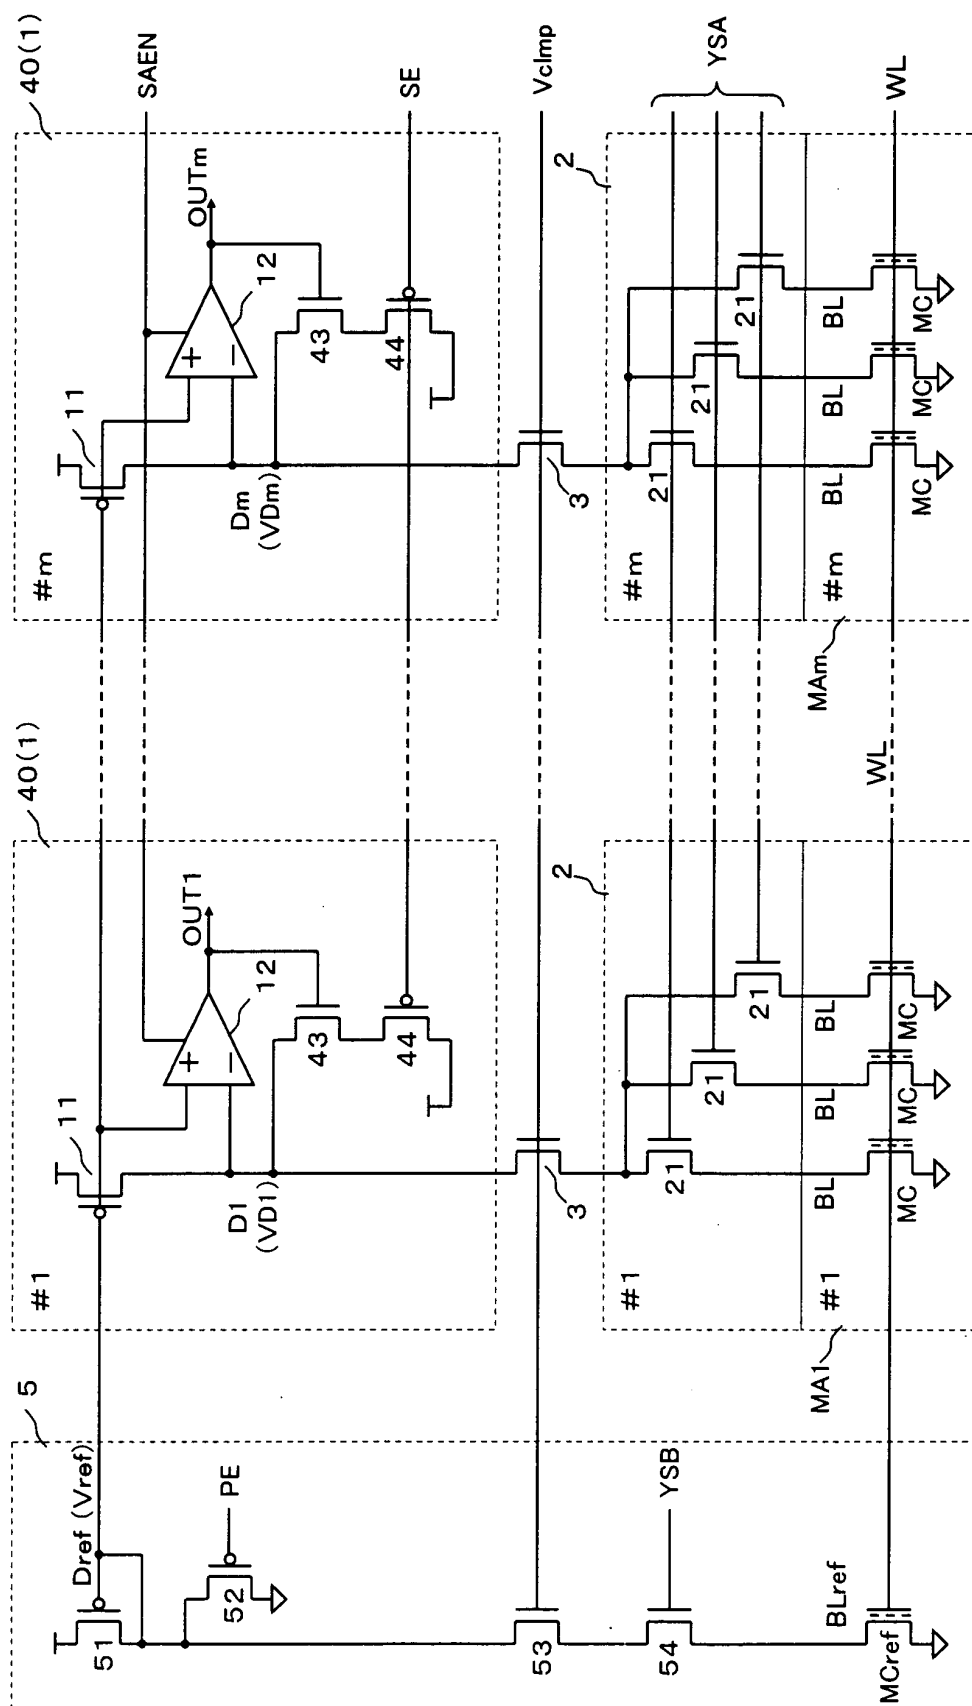 40(1)
SAEN
SE
Vclmp
YSA
WL
OUTm
12
+
−
43
44
11
Dm
(VDm)
#m
2
3
21
21
21
BL
BL
BL
MC
MC
MC
#m
#m
MAm
WL
40(1)
OUT1
12
+
−
43
44
11
D1
(VD1)
#1
2
3
21
21
21
BL
BL
BL
MC
MC
MC
#1
#1
MA1
5
Dref (Vref)
PE
51
52
53
YSB
54
BLref
MCref